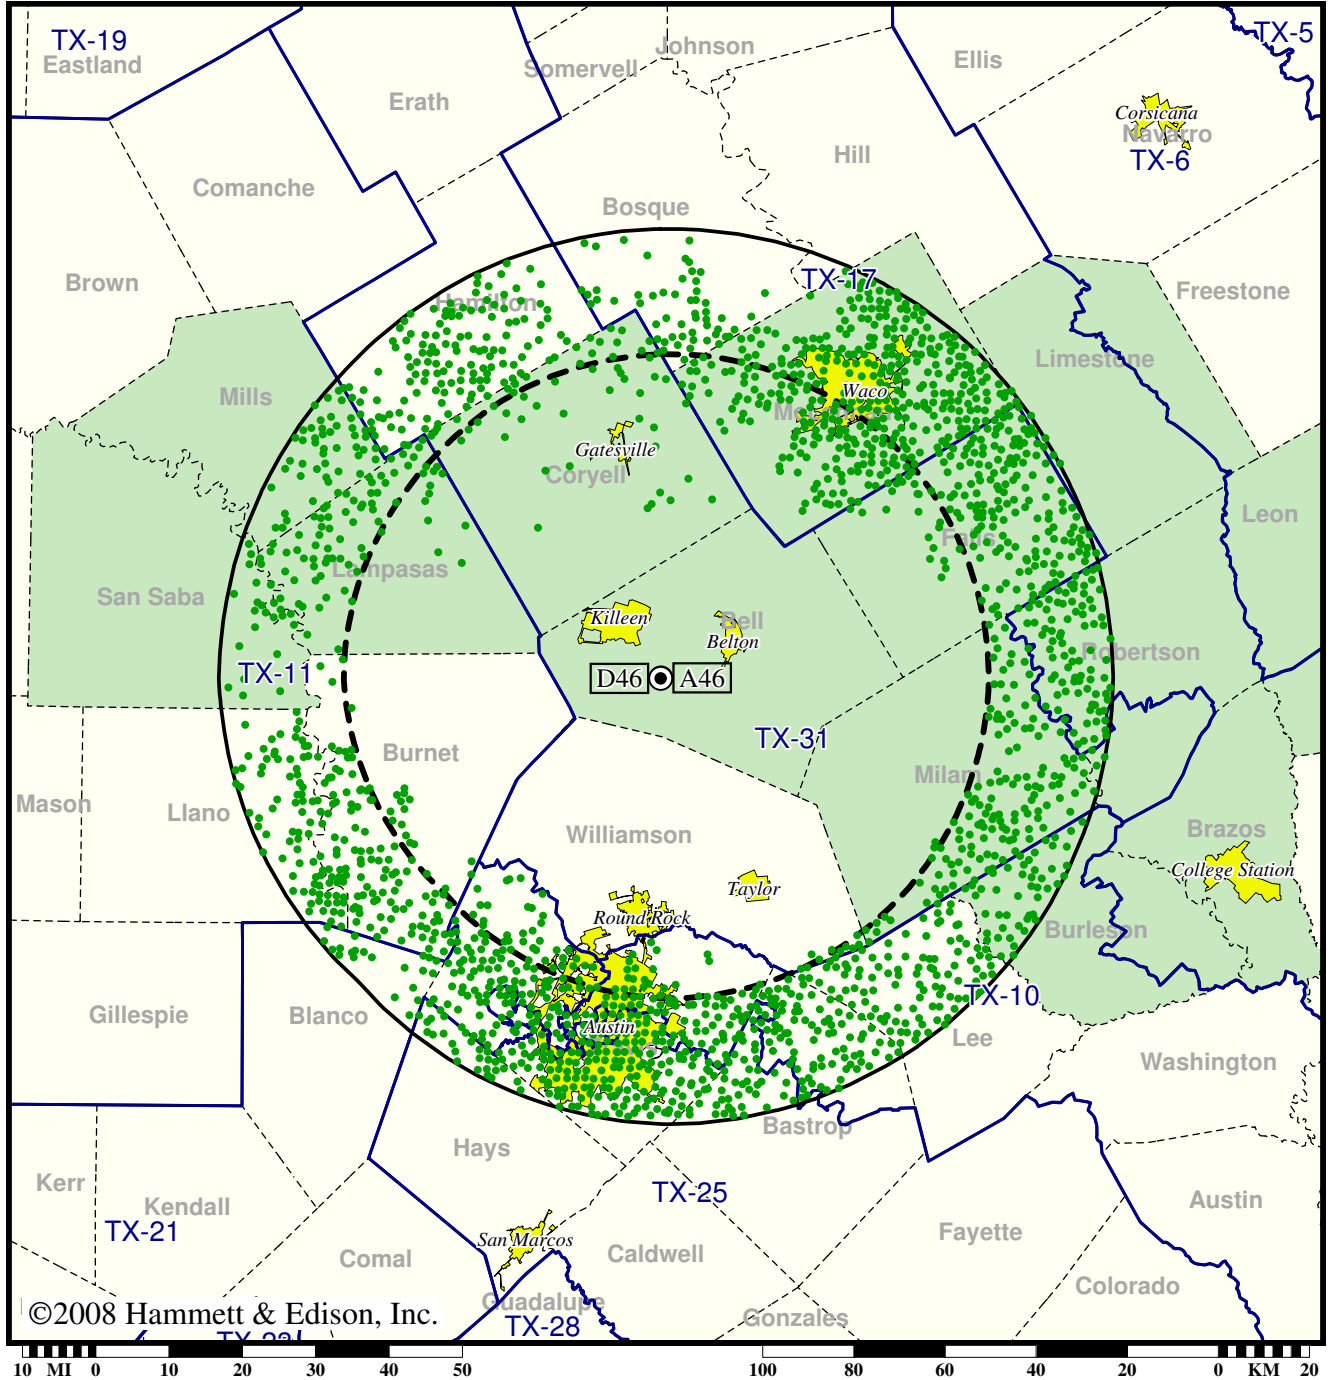 TX-19
Eastland
Erath
Somervell
Johnson
Ellis
TX-5
Corsicana
Navarro
TX-6
Hill
Comanche
Bosque
Brown
Hamilton
TX-17
Freestone
Limestone
Mills
Waco
Gatesville
Coryell
Leon
Falls
Lampasas
San Saba
Killeen
Bell
Belton
Robertson
TX-11
D46
A46
TX-31
Burnet
Milam
Mason
Llano
Williamson
Brazos
College Station
Taylor
Round Rock
Burleson
TX-10
Gillespie
Blanco
Austin
Lee
Washington
Bastrop
Hays
Kerr
Kendall
TX-21
TX-25
Austin
Fayette
San Marcos
Comal
Caldwell
Colorado
Guadalupe
TX-28
Gonzales
©2008 Hammett & Edison, Inc.
10 MI 0 10 20 30 40 50
100 80 60 40 20 0 KM 20